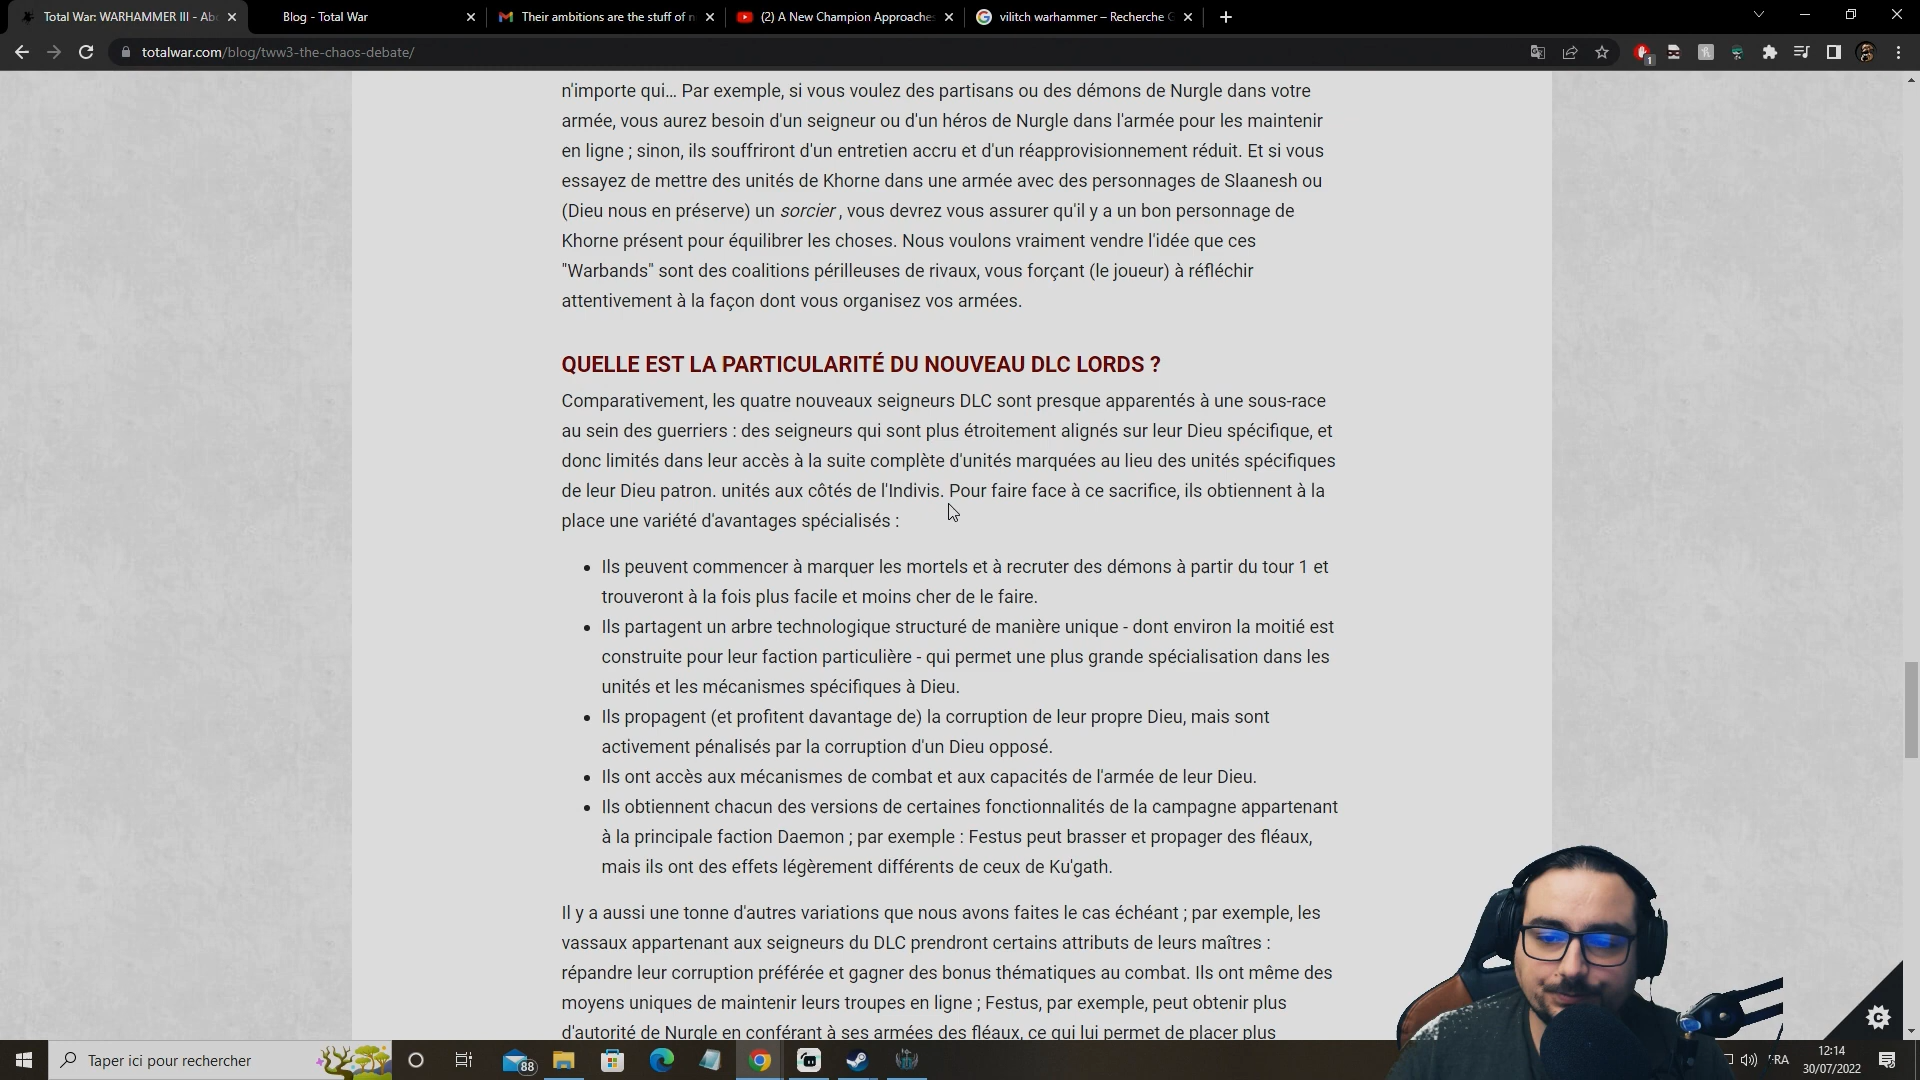 Total War: WARHAMMER III - Abo
Blog - Total War
Their ambitions are the stuff of n
(2) A New Champion Approaches
vilitch warhammer – Recherche G
totalwar.com/blog/tww3-the-chaos-debate/
1
n'importe qui… Par exemple, si vous voulez des partisans ou des démons de Nurgle dans votre
armée, vous aurez besoin d'un seigneur ou d'un héros de Nurgle dans l'armée pour les maintenir
en ligne ; sinon, ils souffriront d'un entretien accru et d'un réapprovisionnement réduit. Et si vous
essayez de mettre des unités de Khorne dans une armée avec des personnages de Slaanesh ou
(Dieu nous en préserve) un sorcier , vous devrez vous assurer qu'il y a un bon personnage de
Khorne présent pour équilibrer les choses. Nous voulons vraiment vendre l'idée que ces
"Warbands" sont des coalitions périlleuses de rivaux, vous forçant (le joueur) à réfléchir
attentivement à la façon dont vous organisez vos armées.
QUELLE EST LA PARTICULARITÉ DU NOUVEAU DLC LORDS ?
Comparativement, les quatre nouveaux seigneurs DLC sont presque apparentés à une sous-race
au sein des guerriers : des seigneurs qui sont plus étroitement alignés sur leur Dieu spécifique, et
donc limités dans leur accès à la suite complète d'unités marquées au lieu des unités spécifiques
de leur Dieu patron. unités aux côtés de l'Indivis. Pour faire face à ce sacrifice, ils obtiennent à la
place une variété d'avantages spécialisés :
• Ils peuvent commencer à marquer les mortels et à recruter des démons à partir du tour 1 et
trouveront à la fois plus facile et moins cher de le faire.
• Ils partagent un arbre technologique structuré de manière unique - dont environ la moitié est
construite pour leur faction particulière - qui permet une plus grande spécialisation dans les
unités et les mécanismes spécifiques à Dieu.
• Ils propagent (et profitent davantage de) la corruption de leur propre Dieu, mais sont
activement pénalisés par la corruption d'un Dieu opposé.
• Ils ont accès aux mécanismes de combat et aux capacités de l'armée de leur Dieu.
• Ils obtiennent chacun des versions de certaines fonctionnalités de la campagne appartenant
à la principale faction Daemon ; par exemple : Festus peut brasser et propager des fléaux,
mais ils ont des effets légèrement différents de ceux de Ku'gath.
Il y a aussi une tonne d'autres variations que nous avons faites le cas échéant ; par exemple, les
vassaux appartenant aux seigneurs du DLC prendront certains attributs de leurs maîtres :
répandre leur corruption préférée et gagner des bonus thématiques au combat. Ils ont même des
moyens uniques de maintenir leurs troupes en ligne ; Festus, par exemple, peut obtenir plus
d'autorité de Nurgle en conférant à ses armées des fléaux, ce qui lui permet de placer plus
Taper ici pour rechercher
88
RA
12:14
30/07/2022